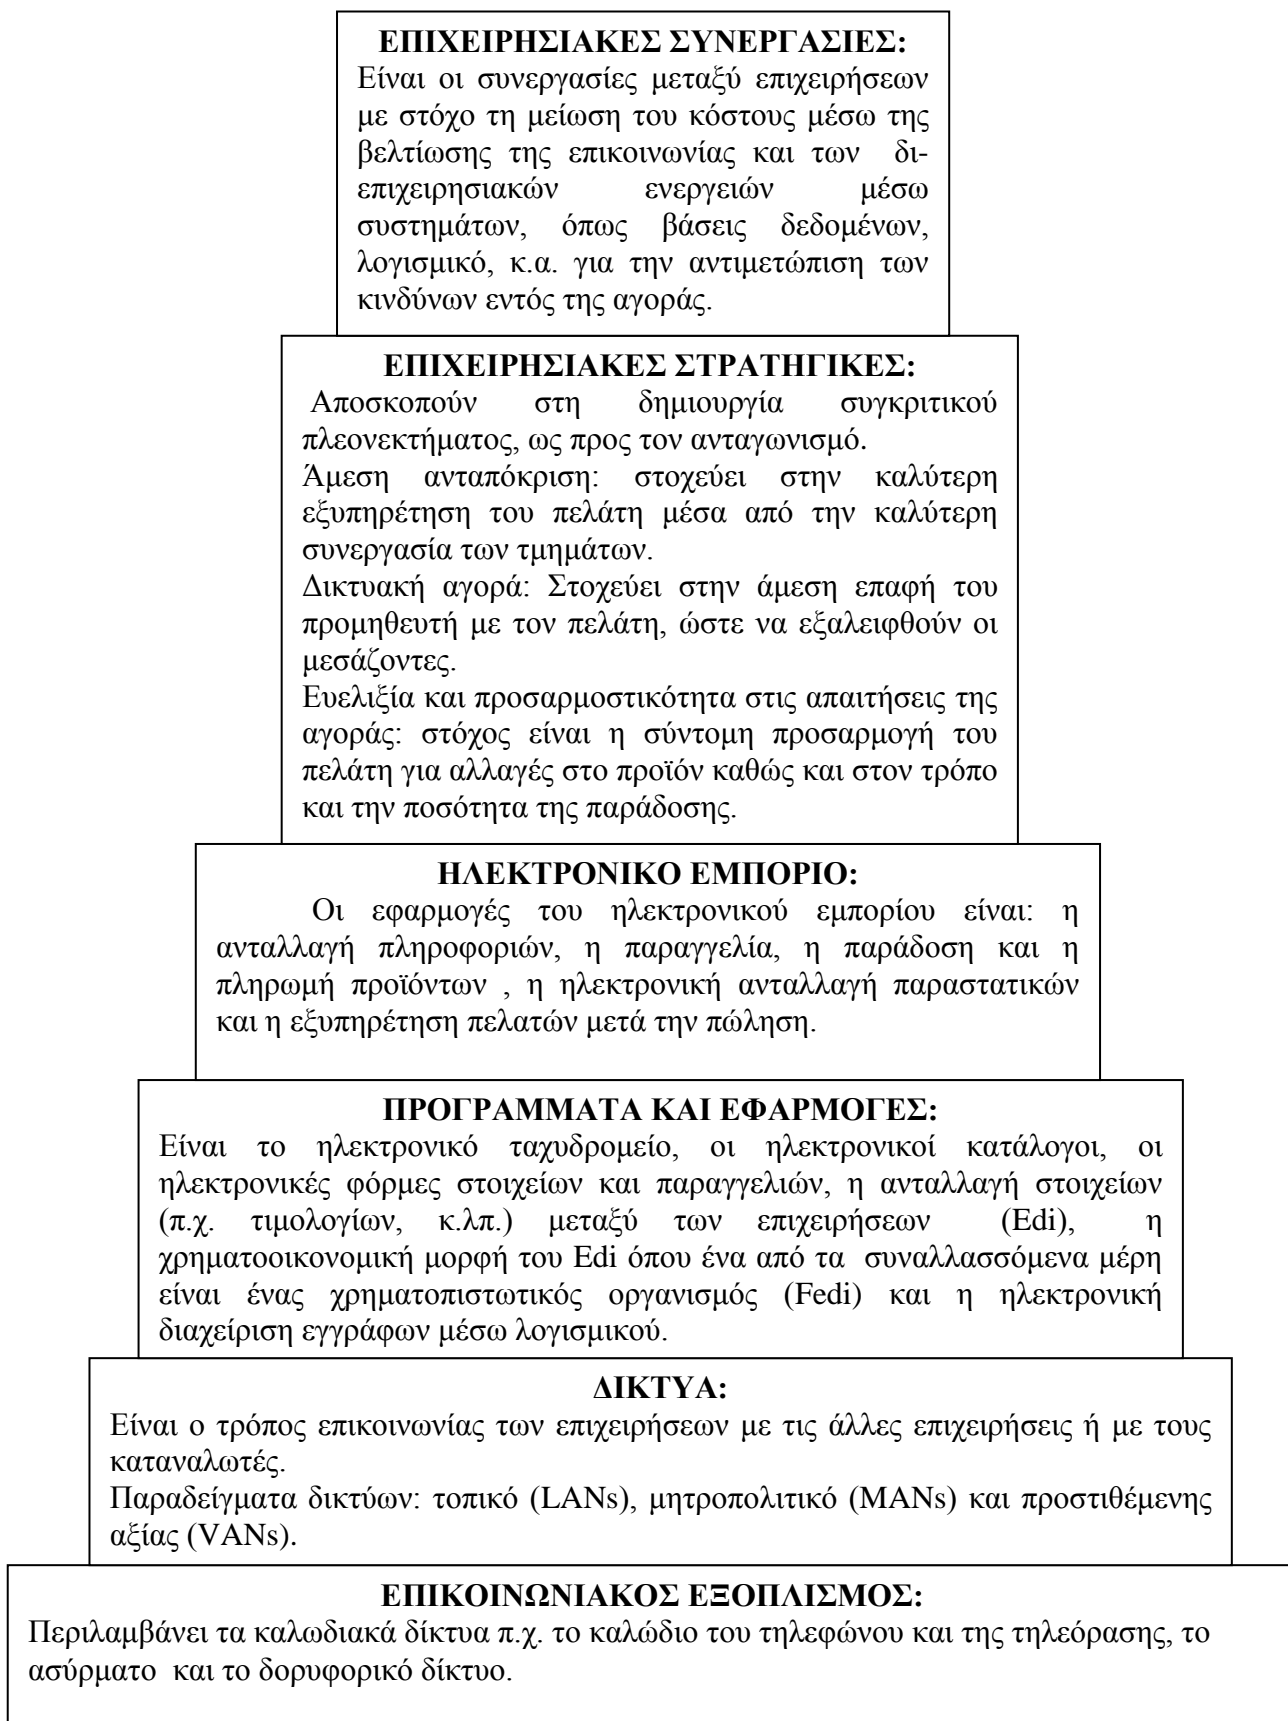 ΕΠΙΧΕΙΡΗΣΙΑΚΕΣ ΣΥΝΕΡΓΑΣΙΕΣ:
Είναι οι συνεργασίες μεταξύ επιχειρήσεων
με στόχο τη μείωση του κόστους μέσω της
βελτίωσης της επικοινωνίας και των δι-
επιχειρησιακών ενεργειών μέσω
συστημάτων, όπως βάσεις δεδομένων,
λογισμικό, κ.α. για την αντιμετώπιση των
κινδύνων εντός της αγοράς.
ΕΠΙΧΕΙΡΗΣΙΑΚΕΣ ΣΤΡΑΤΗΓΙΚΕΣ:
Αποσκοπούν στη δημιουργία συγκριτικού
πλεονεκτήματος, ως προς τον ανταγωνισμό.
Άμεση ανταπόκριση: στοχεύει στην καλύτερη
εξυπηρέτηση του πελάτη μέσα από την καλύτερη
συνεργασία των τμημάτων.
Δικτυακή αγορά: Στοχεύει στην άμεση επαφή του
προμηθευτή με τον πελάτη, ώστε να εξαλειφθούν οι
μεσάζοντες.
Ευελιξία και προσαρμοστικότητα στις απαιτήσεις της
αγοράς: στόχος είναι η σύντομη προσαρμογή του
πελάτη για αλλαγές στο προϊόν καθώς και στον τρόπο
και την ποσότητα της παράδοσης.
ΗΛΕΚΤΡΟΝΙΚΟ ΕΜΠΟΡΙΟ:
Οι εφαρμογές του ηλεκτρονικού εμπορίου είναι: η
ανταλλαγή πληροφοριών, η παραγγελία, η παράδοση και η
πληρωμή προϊόντων , η ηλεκτρονική ανταλλαγή παραστατικών
και η εξυπηρέτηση πελατών μετά την πώληση.
ΠΡΟΓΡΑΜΜΑΤΑ ΚΑΙ ΕΦΑΡΜΟΓΕΣ:
Είναι το ηλεκτρονικό ταχυδρομείο, οι ηλεκτρονικοί κατάλογοι, οι
ηλεκτρονικές φόρμες στοιχείων και παραγγελιών, η ανταλλαγή στοιχείων
(π.χ. τιμολογίων, κ.λπ.) μεταξύ των επιχειρήσεων (Edi), η
χρηματοοικονομική μορφή του Edi όπου ένα από τα συναλλασσόμενα μέρη
είναι ένας χρηματοπιστωτικός οργανισμός (Fedi) και η ηλεκτρονική
διαχείριση εγγράφων μέσω λογισμικού.
ΔΙΚΤΥΑ:
Είναι ο τρόπος επικοινωνίας των επιχειρήσεων με τις άλλες επιχειρήσεις ή με τους
καταναλωτές.
Παραδείγματα δικτύων: τοπικό (LANs), μητροπολιτικό (MANs) και προστιθέμενης
αξίας (VANs).
ΕΠΙΚΟΙΝΩΝΙΑΚΟΣ ΕΞΟΠΛΙΣΜΟΣ:
Περιλαμβάνει τα καλωδιακά δίκτυα π.χ. το καλώδιο του τηλεφώνου και της τηλεόρασης, το
ασύρματο και το δορυφορικό δίκτυο.